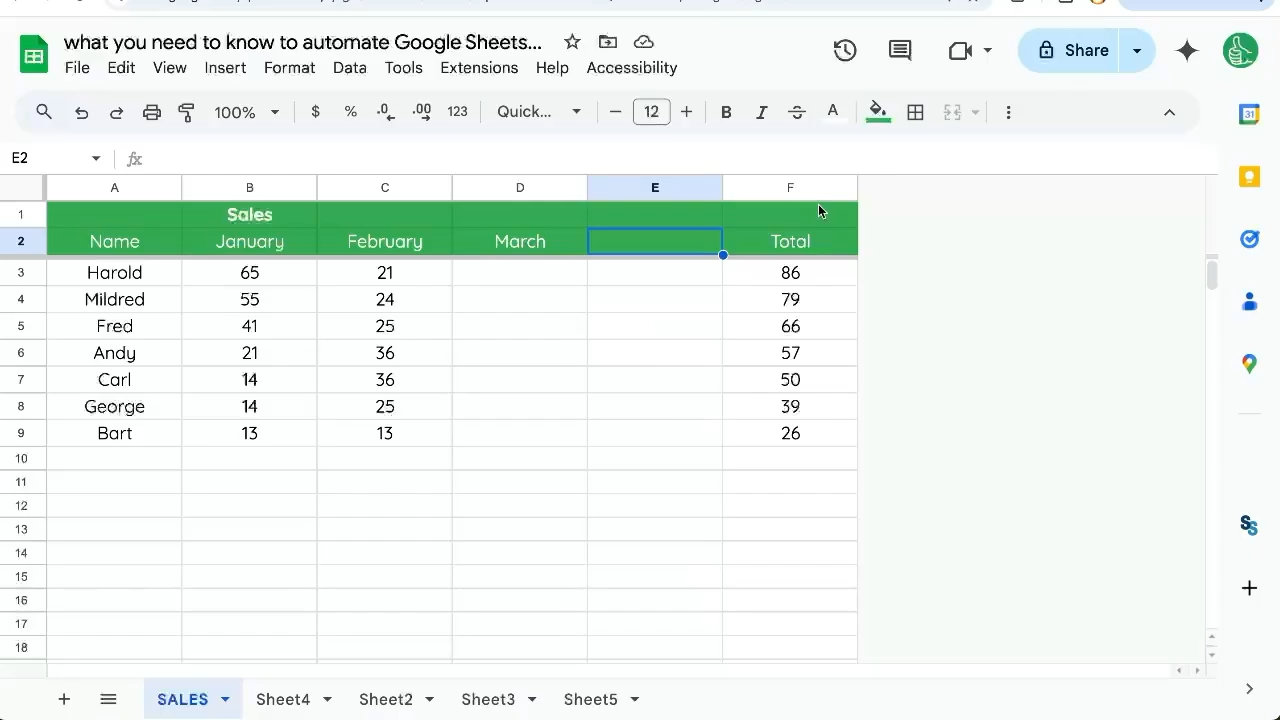 what you need to know to automate Google Sheets...
File Edit View Insert Format Data Tools Extensions Help Accessibility
Share
100% $ % .0 .00 123 Quick... 12 B I A
E2 fx
A B C D E F
1 Sales
2 Name January February March Total
3 Harold 65 21 86
4 Mildred 55 24 79
5 Fred 41 25 66
6 Andy 21 36 57
7 Carl 14 36 50
8 George 14 25 39
9 Bart 13 13 26
10
11
12
13
14
15
16
17
18
SALES Sheet4 Sheet2 Sheet3 Sheet5
31